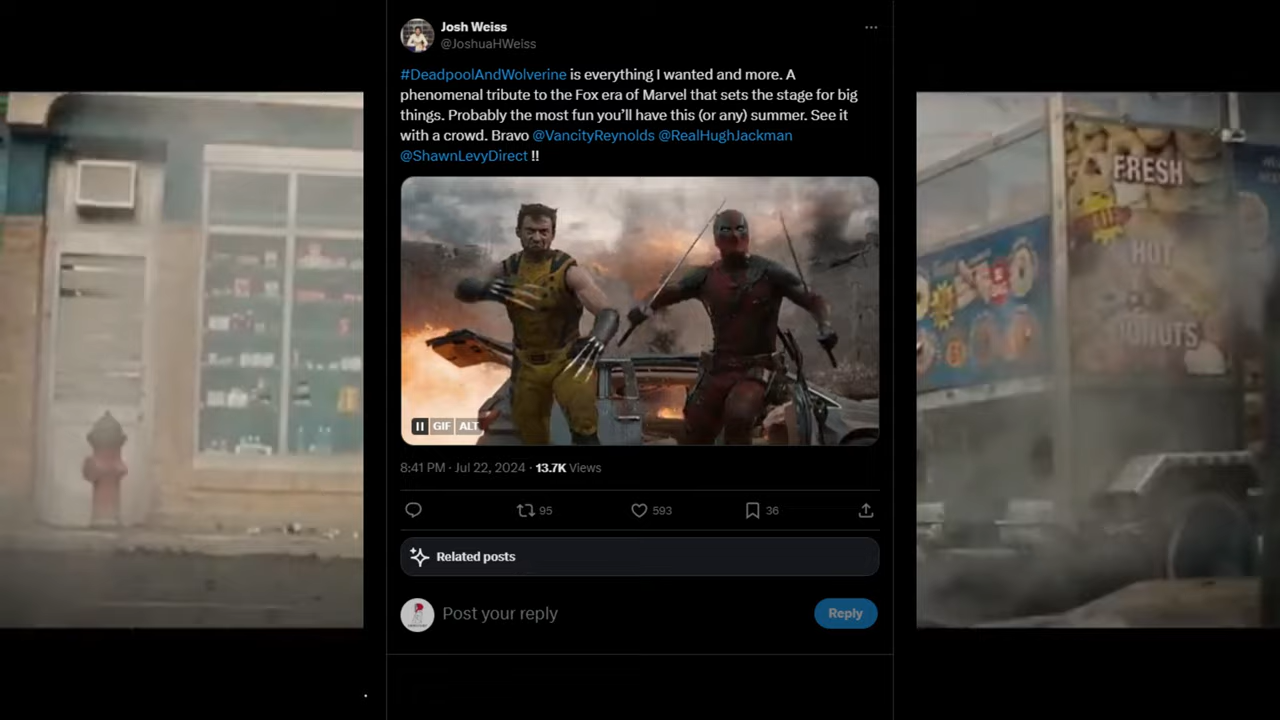 Josh Weiss
@JoshuaHWeiss
#DeadpoolAndWolverine is everything I wanted and more. A
phenomenal tribute to the Fox era of Marvel that sets the stage for big
things. Probably the most fun you’ll have this (or any) summer. See it
with a crowd. Bravo @VancityReynolds @RealHughJackman
@ShawnLevyDirect !!
GIF ALT
8:41 PM · Jul 22, 2024 · 13.7K Views
95 593 36
Related posts
Post your reply
Reply
FRESH
HOT
DONUTS